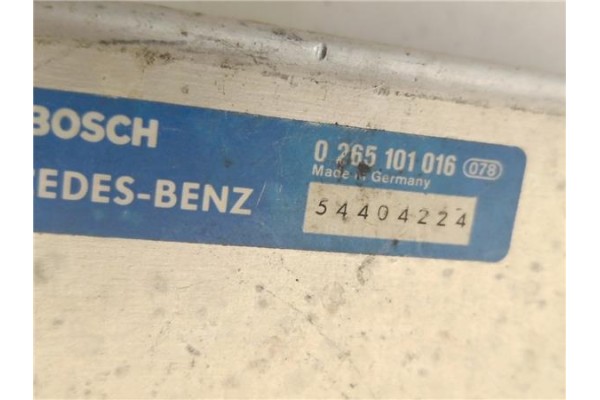 BOSCH
0 265 101 016 078
Made in Germany
EDES-BENZ
54404224